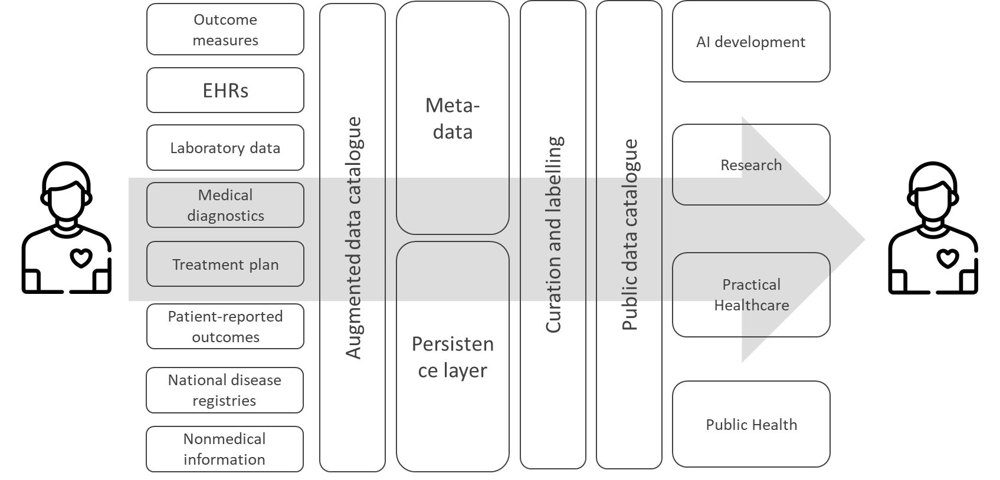 Outcome
measures
EHRs
Laboratory data
Medical
diagnostics
Treatment plan
Patient-reported
outcomes
National disease
registries
Nonmedical
information
Augmented data catalogue
Meta-
data
Persisten
ce layer
Curation and labelling
Public data catalogue
AI development
Research
Practical
Healthcare
Public Health